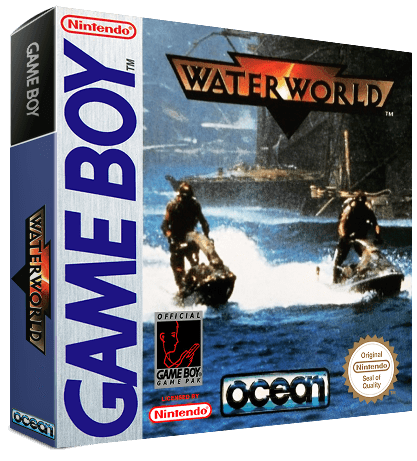 GAME BOY
WATERWORLD
ocean
Nintendo
GAME BOY
TM
WATERWORLD
TM
OFFICIAL
GAME BOY
GAME PAK
LICENSED BY
Nintendo
ocean
Original
Nintendo
Seal of
Quality